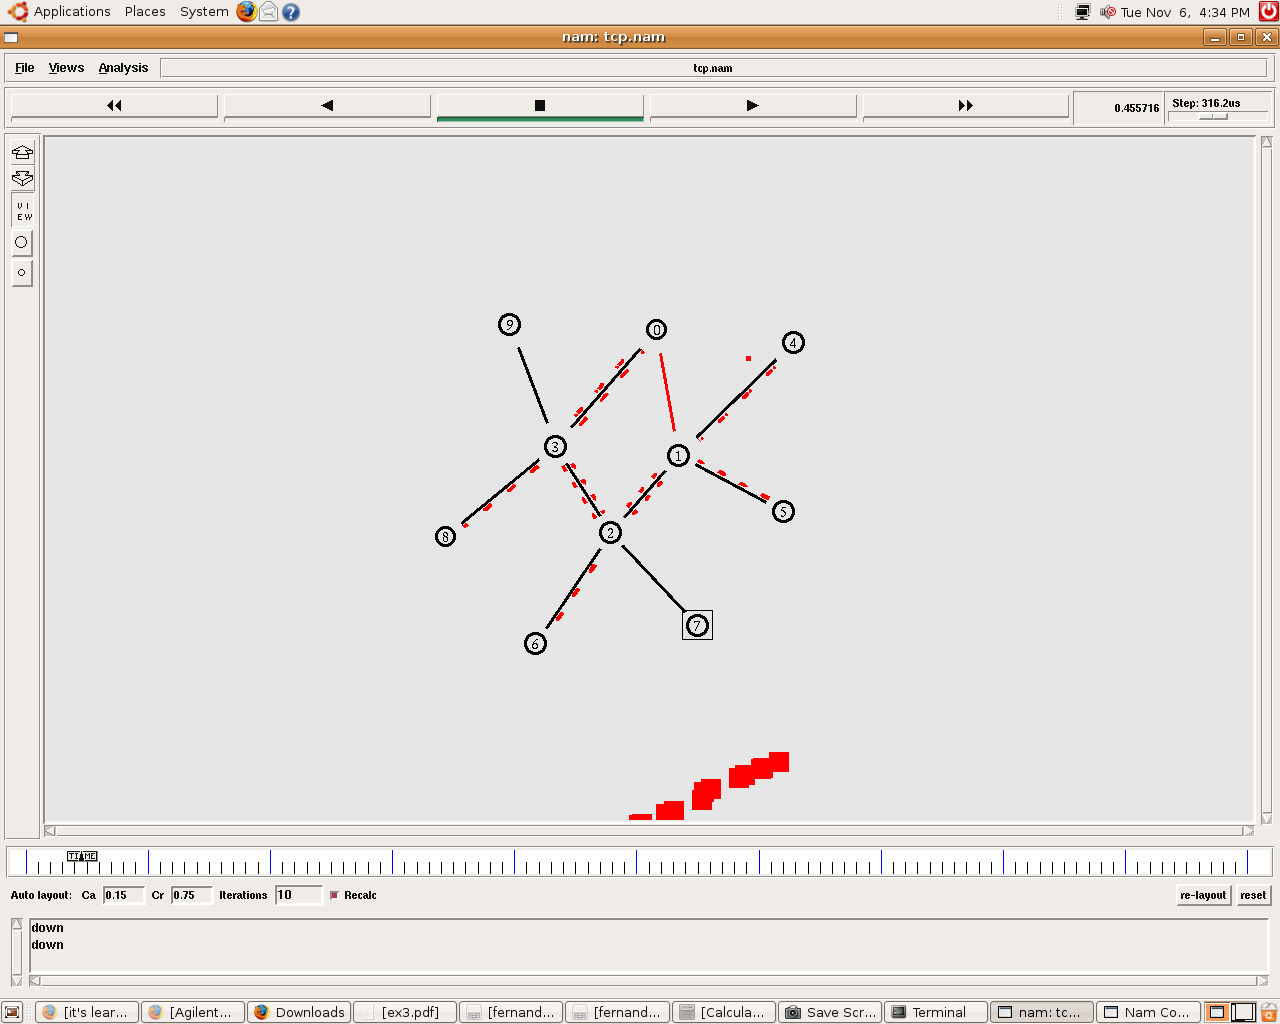 Applications Places System Tue Nov 6, 4:34 PM
nam: tcp.nam
File Views Analysis tcp.nam
0.455716 Step: 316.2us
VI
EW
9
0
4
3
1
8
2
5
7
6
TIME
Auto layout: Ca 0.15 Cr 0.75 Iterations 10 Recalc re-layout reset
down
down
[it's lear... [Agilent... Downloads [ex3.pdf] [fernand... [fernand... [Calcula... Save Scr... Terminal nam: tc... Nam Co...